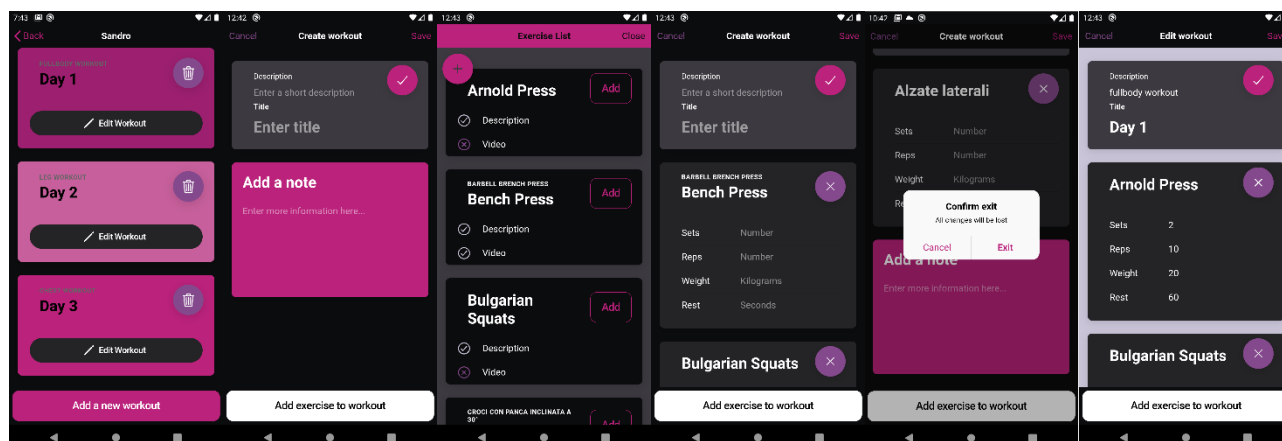 7:43
Back Sandro
FULLBODY WORKOUT
Day 1
Edit Workout
LEG WORKOUT
Day 2
Edit Workout
Day 3
Edit Workout
Add a new workout
12:42
Cancel Create workout Save
Description
Enter a short description
Title
Enter title
Add a note
Enter more information here...
Add exercise to workout
12:43
Exercise List Close
+
Arnold Press Add
Description
Video
BARBELL BRENCH PRESS
Bench Press Add
Description
Video
Bulgarian
Squats Add
Description
Video
CROCI CON PANCA INCLINATA A
30° Add
12:43
Cancel Create workout Save
Description
Enter a short description
Title
Enter title
BARBELL BRENCH PRESS
Bench Press
Sets Number
Reps Number
Weight Kilograms
Rest Seconds
Bulgarian Squats
Add exercise to workout
10:47
Cancel Create workout Save
Alzate laterali
Sets Number
Reps Number
Weight Kilograms
Re
Confirm exit
All changes will be lost
Cancel Exit
Add a note
Enter more information here...
Add exercise to workout
12:43
Cancel Edit workout Sav
Description
fullbody workout
Title
Day 1
Arnold Press
Sets 2
Reps 10
Weight 20
Rest 60
Bulgarian Squats
Add exercise to workout